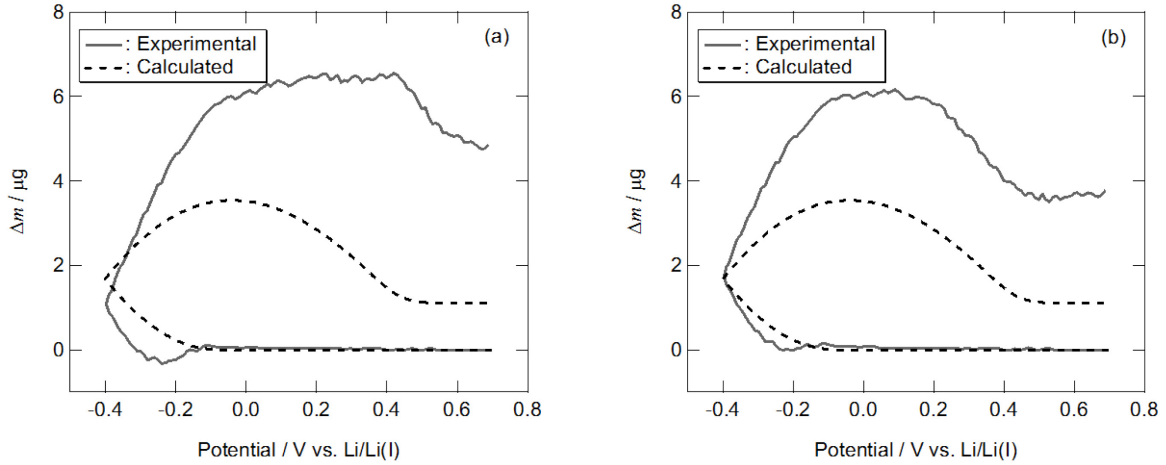 8
6
4
2
0
Δm / µg
(a)
: Experimental
: Calculated
-0.4 -0.2 0.0 0.2 0.4 0.6 0.8
Potential / V vs. Li/Li(I)
8
6
4
2
0
Δm / µg
(b)
: Experimental
: Calculated
-0.4 -0.2 0.0 0.2 0.4 0.6 0.8
Potential / V vs. Li/Li(I)